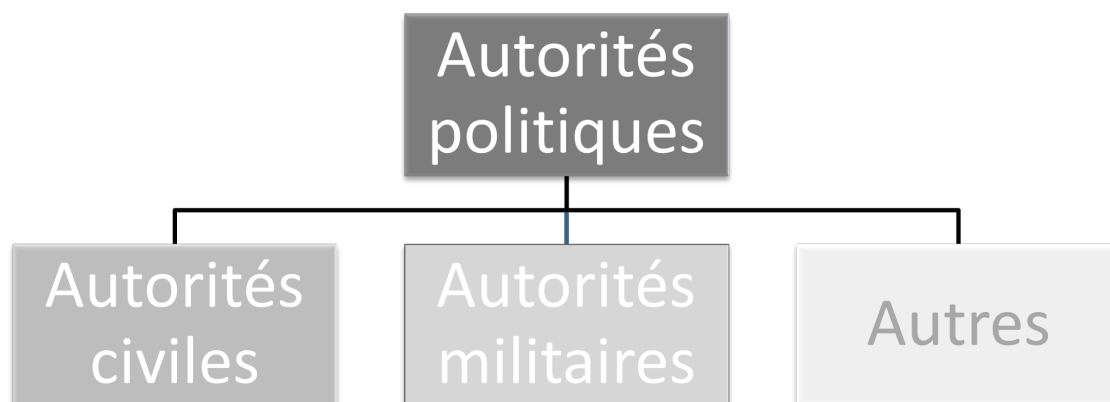 Autorités
politiques
Autorités
civiles
Autorités
militaires
Autres